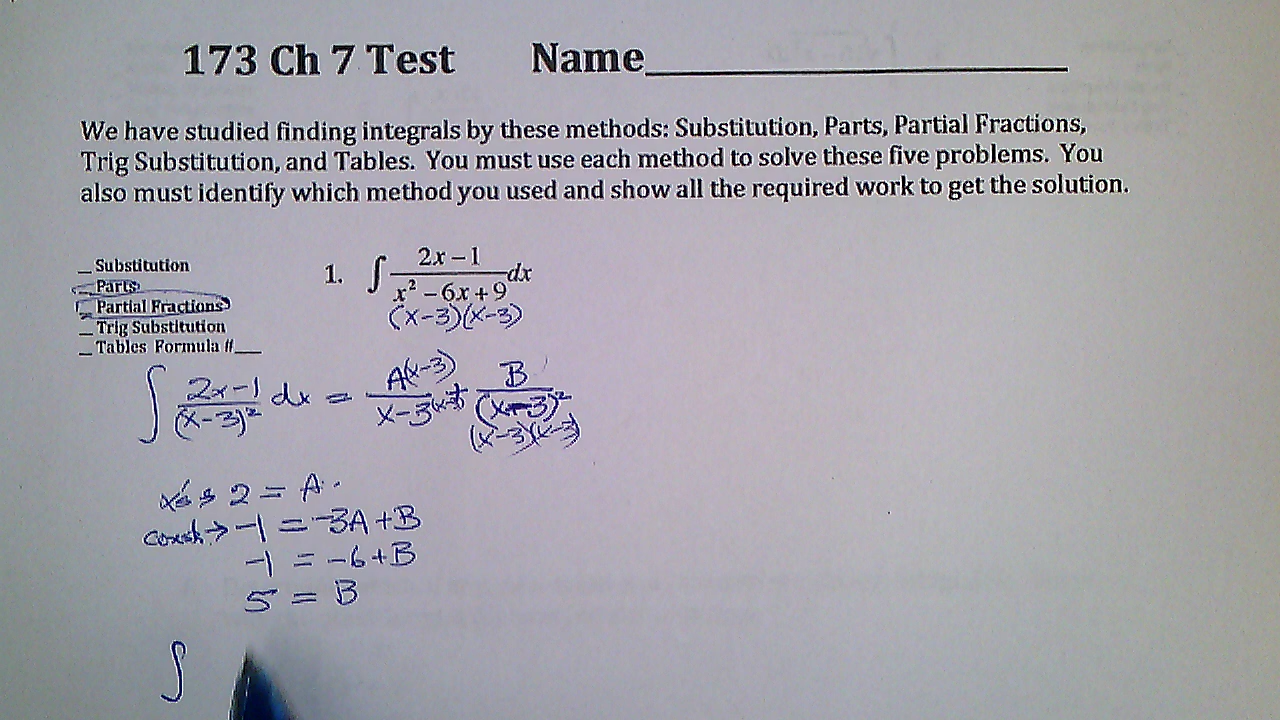 173 Ch 7 Test Name____________________
We have studied finding integrals by these methods: Substitution, Parts, Partial Fractions,
Trig Substitution, and Tables. You must use each method to solve these five problems. You
also must identify which method you used and show all the required work to get the solution.
_ Substitution
_ Parts
_ Partial Fractions
_ Trig Substitution
_ Tables Formula #___
1. ∫ (2x − 1)/(x² − 6x + 9) dx
(x-3)(x-3)
∫ (2x-1)/(x-3)² dx = A(x-3)/(x-3(x-3)) + B/(x-3)²
(x-3)(x-3)
x's 2 = A
const → -1 = -3A + B
-1 = -6 + B
5 = B
∫